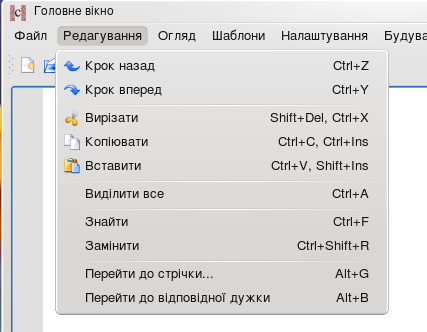 Головне вікно
Файл Редагування Огляд Шаблони Налаштування
Крок назад Ctrl+Z
Крок вперед Ctrl+Y
Вирізати Shift+Del, Ctrl+X
Копіювати Ctrl+C, Ctrl+Ins
Вставити Ctrl+V, Shift+Ins
Виділити все Ctrl+A
Знайти Ctrl+F
Замінити Ctrl+Shift+R
Перейти до стрічки... Alt+G
Перейти до відповідної дужки Alt+B